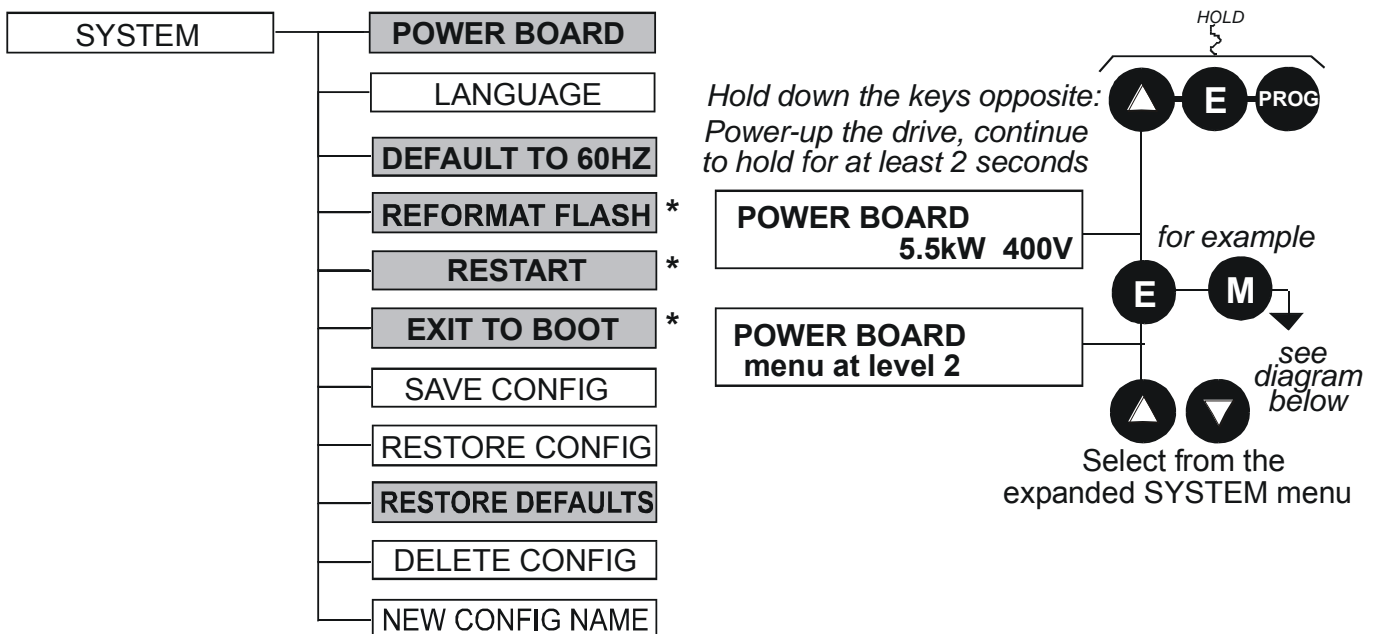 SYSTEM
POWER BOARD
LANGUAGE
DEFAULT TO 60HZ
REFORMAT FLASH *
RESTART *
EXIT TO BOOT *
SAVE CONFIG
RESTORE CONFIG
RESTORE DEFAULTS
DELETE CONFIG
NEW CONFIG NAME
HOLD
Hold down the keys opposite:
E
PROG
Power-up the drive, continue
to hold for at least 2 seconds
POWER BOARD
5.5kW 400V
for example
E
M
see
diagram
below
POWER BOARD
menu at level 2
Select from the
expanded SYSTEM menu